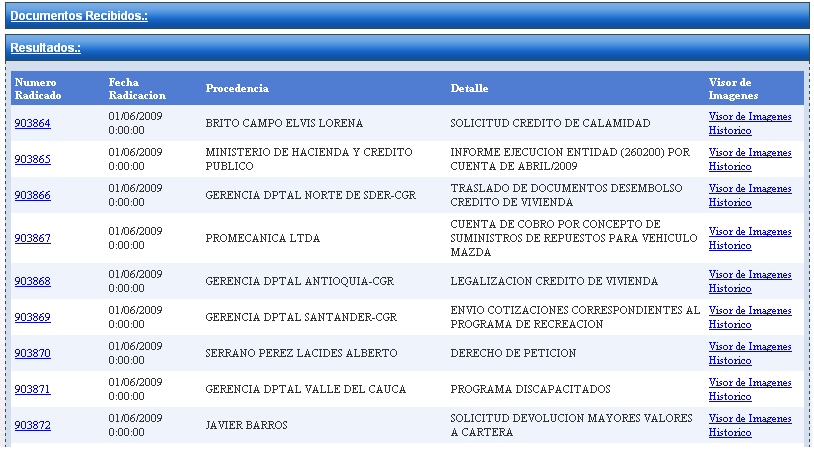 Documentos Recibidos.:
Resultados.:
Numero Radicado Fecha Radicacion Procedencia Detalle Visor de Imagenes
903864 01/06/2009 0:00:00 BRITO CAMPO ELVIS LORENA SOLICITUD CREDITO DE CALAMIDAD Visor de Imagenes Historico
903865 01/06/2009 0:00:00 MINISTERIO DE HACIENDA Y CREDITO PUBLICO INFORME EJECUCION ENTIDAD (260200) POR CUENTA DE ABRIL/2009 Visor de Imagenes Historico
903866 01/06/2009 0:00:00 GERENCIA DPTAL NORTE DE SDER-CGR TRASLADO DE DOCUMENTOS DESEMBOLSO CREDITO DE VIVIENDA Visor de Imagenes Historico
903867 01/06/2009 0:00:00 PROMECANICA LTDA CUENTA DE COBRO POR CONCEPTO DE SUMINISTROS DE REPUESTOS PARA VEHICULO MAZDA Visor de Imagenes Historico
903868 01/06/2009 0:00:00 GERENCIA DPTAL ANTIOQUIA-CGR LEGALIZACION CREDITO DE VIVIENDA Visor de Imagenes Historico
903869 01/06/2009 0:00:00 GERENCIA DPTAL SANTANDER-CGR ENVIO COTIZACIONES CORRESPONDIENTES AL PROGRAMA DE RECREACION Visor de Imagenes Historico
903870 01/06/2009 0:00:00 SERRANO PEREZ LACIDES ALBERTO DERECHO DE PETICION Visor de Imagenes Historico
903871 01/06/2009 0:00:00 GERENCIA DPTAL VALLE DEL CAUCA PROGRAMA DISCAPACITADOS Visor de Imagenes Historico
903872 01/06/2009 0:00:00 JAVIER BARROS SOLICITUD DEVOLUCION MAYORES VALORES A CARTERA Visor de Imagenes Historico